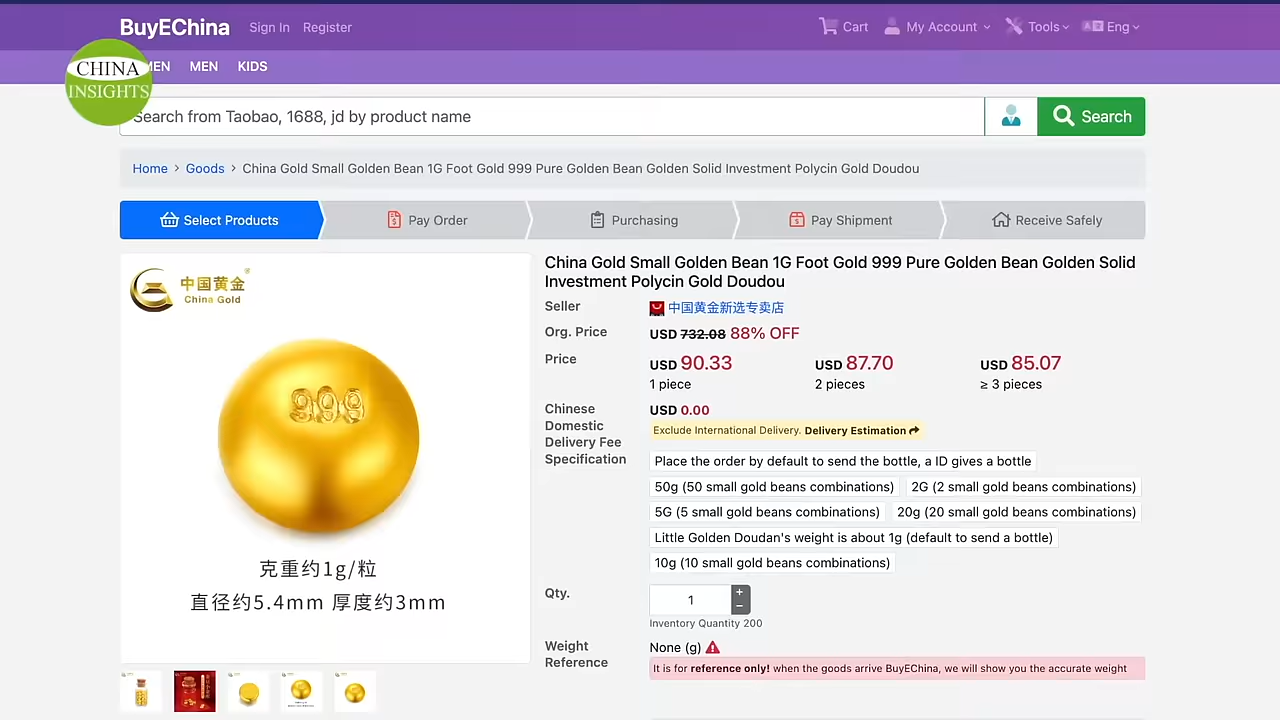 BuyEChina Sign In Register Cart My Account Tools Eng
MEN MEN KIDS
CHINA
INSIGHTS
Search from Taobao, 1688, jd by product name Search
Home > Goods > China Gold Small Golden Bean 1G Foot Gold 999 Pure Golden Bean Golden Solid Investment Polycin Gold Doudou
Select Products Pay Order Purchasing Pay Shipment Receive Safely
中国黄金®
China Gold
999
克重约1g/粒
直径约5.4mm 厚度约3mm
China Gold Small Golden Bean 1G Foot Gold 999 Pure Golden Bean Golden Solid
Investment Polycin Gold Doudou
Seller 中国黄金新选专卖店
Org. Price USD 732.08 88% OFF
Price USD 90.33 USD 87.70 USD 85.07
1 piece 2 pieces ≥ 3 pieces
Chinese Domestic Delivery Fee USD 0.00
Exclude International Delivery. Delivery Estimation
Specification Place the order by default to send the bottle, a ID gives a bottle
50g (50 small gold beans combinations) 2G (2 small gold beans combinations)
5G (5 small gold beans combinations) 20g (20 small gold beans combinations)
Little Golden Doudan's weight is about 1g (default to send a bottle)
10g (10 small gold beans combinations)
Qty. 1 + −
Inventory Quantity 200
Weight Reference None (g)
It is for reference only! when the goods arrive BuyEChina, we will show you the accurate weight